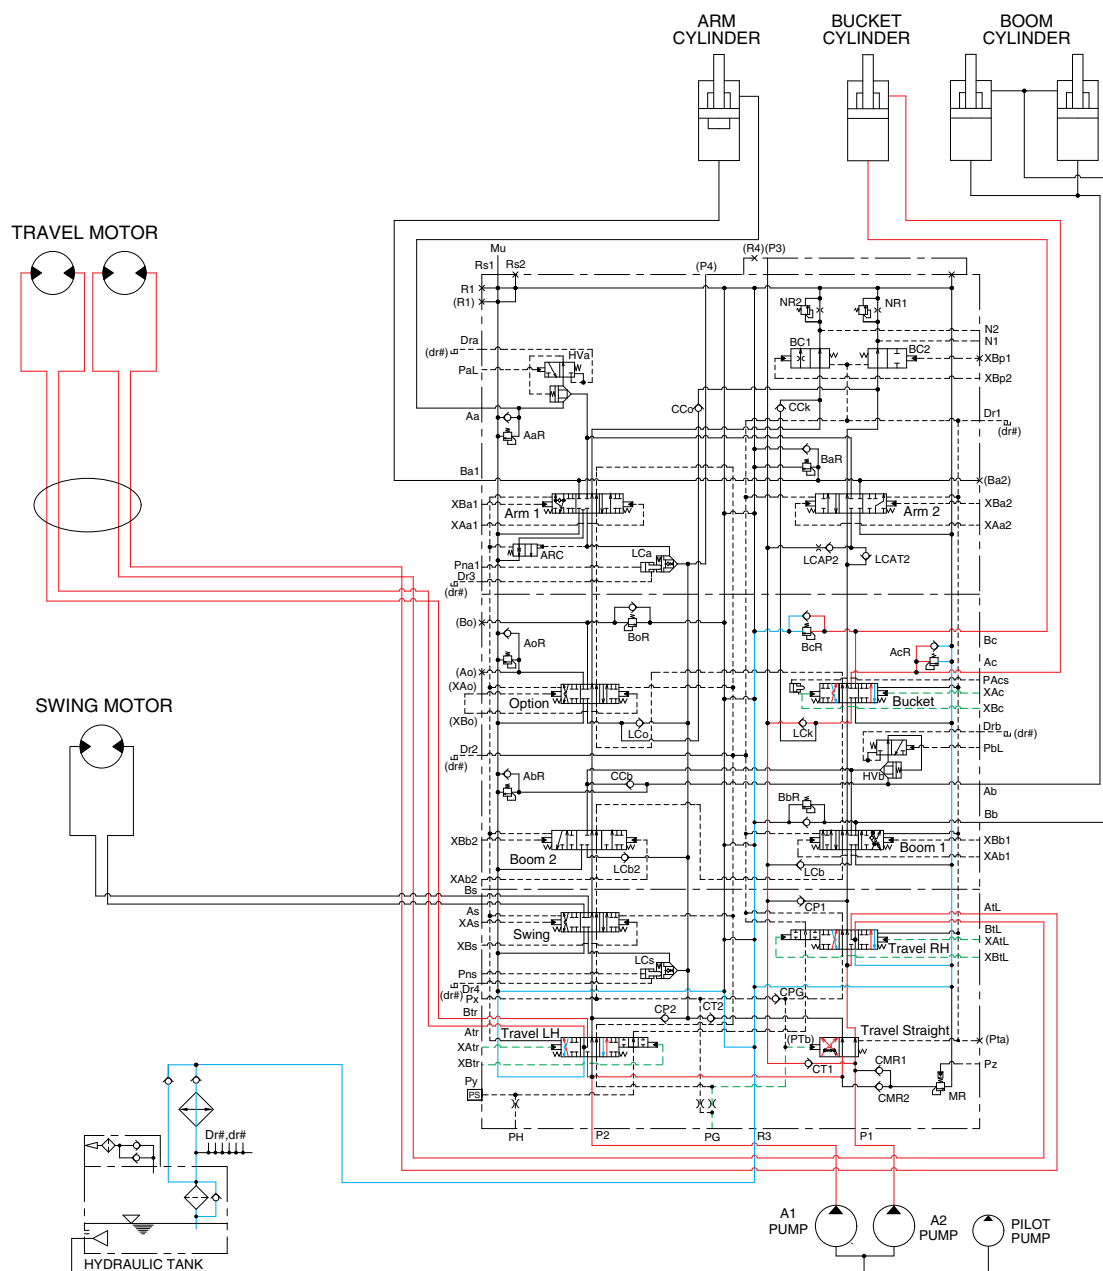 ARM
CYLINDER
BUCKET
CYLINDER
BOOM
CYLINDER
TRAVEL MOTOR
Mu
Rs1
Rs2
(R4)(P3)
(P4)
R1
(R1)
NR2
NR1
N2
N1
Dra
(dr#)
HVa
BC1
BC2
XBp1
PaL
XBp2
CCo
CCk
Aa
AaR
Dr1
(dr#)
BaR
Ba1
(Ba2)
XBa1
Arm 1
Arm 2
XBa2
XAa1
XAa2
ARC
LCa
LCAP2
LCAT2
Pna1
Dr3
(dr#)
(Bo)
BoR
BcR
Bc
AoR
AcR
Ac
(Ao)
PAcs
(XAo)
Option
Bucket
XAc
XBc
(XBo)
LCo
LCk
Drb
(dr#)
Dr2
(dr#)
PbL
HVb
AbR
CCb
Ab
BbR
Bb
SWING MOTOR
XBb2
Boom 2
Boom 1
XBb1
XAb1
LCb2
LCb
XAb2
Bs
CP1
AtL
As
XAs
Swing
BtL
Travel RH
XAtL
XBs
XBtL
LCs
Pns
Dr4
(dr#)
Px
CPG
Btr
CP2
CT2
Travel LH
Travel Straight
Atr
(PTb)
(Pta)
XAtr
XBtr
CT1
CMR1
Pz
CMR2
MR
Py
PS
PH
P2
PG
R3
P1
Dr#,dr#
A1
PUMP
A2
PUMP
PILOT
PUMP
HYDRAULIC TANK